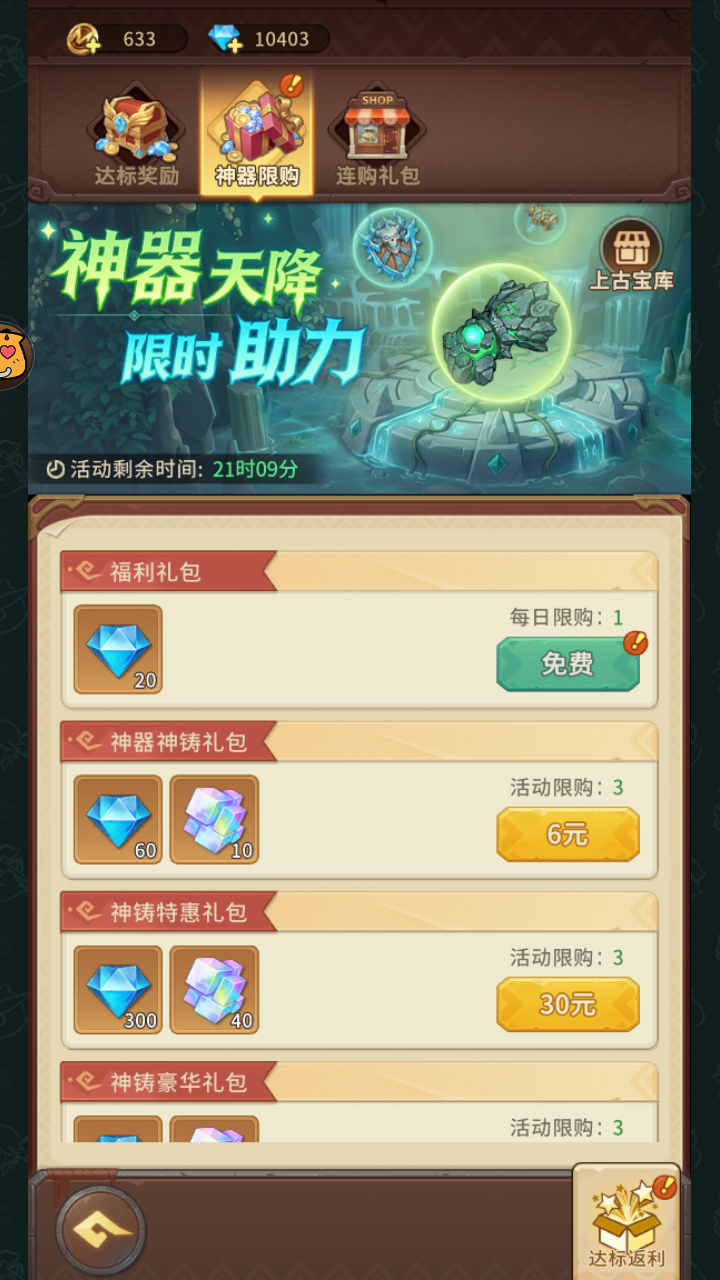 633
10403
SHOP
达标奖励
神器限购
连购礼包
神器天降
限时助力
上古宝库
活动剩余时间: 21时09分
福利礼包
每日限购: 1
20
免费
神器神铸礼包
活动限购: 3
60
10
6元
神铸特惠礼包
活动限购: 3
300
40
30元
神铸豪华礼包
活动限购: 3
达标返利